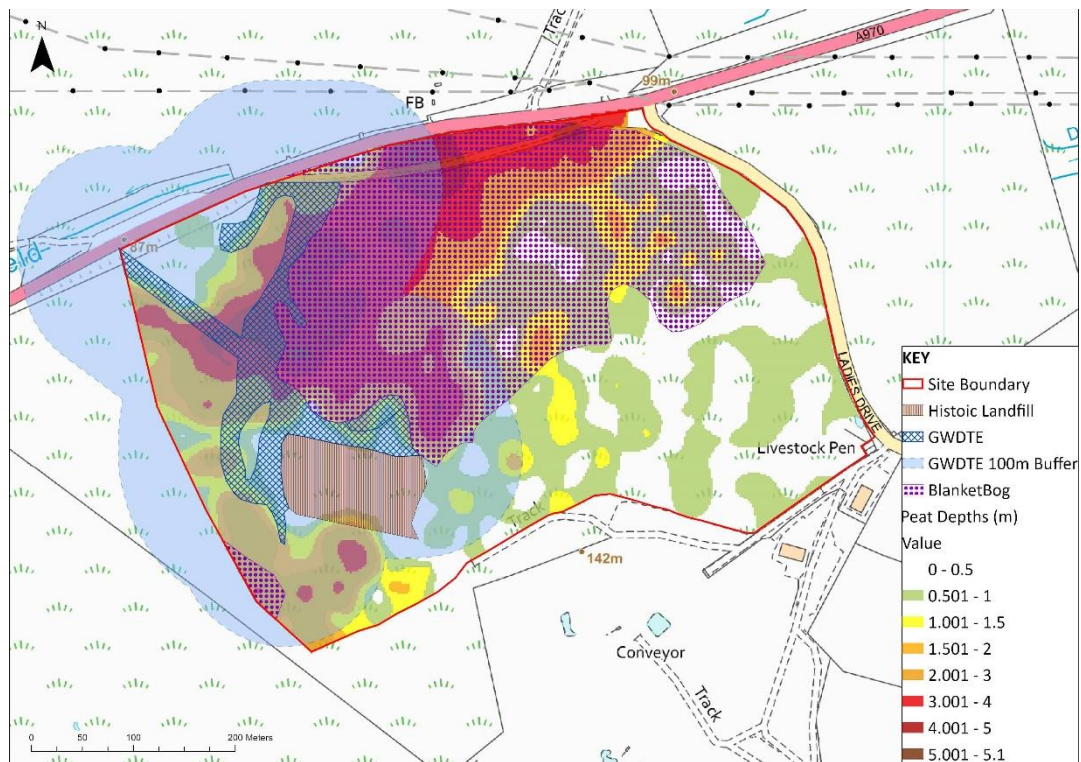 N
Track
A970
99m
FB
87m
eld
LADIES DRIVE
Livestock Pen
Track
142m
Conveyor
Track
D
KEY
Site Boundary
Histoic Landfill
GWDTE
GWDTE 100m Buffer
BlanketBog
Peat Depths (m)
Value
0 - 0.5
0.501 - 1
1.001 - 1.5
1.501 - 2
2.001 - 3
3.001 - 4
4.001 - 5
5.001 - 5.1
0 50 100 200 Meters